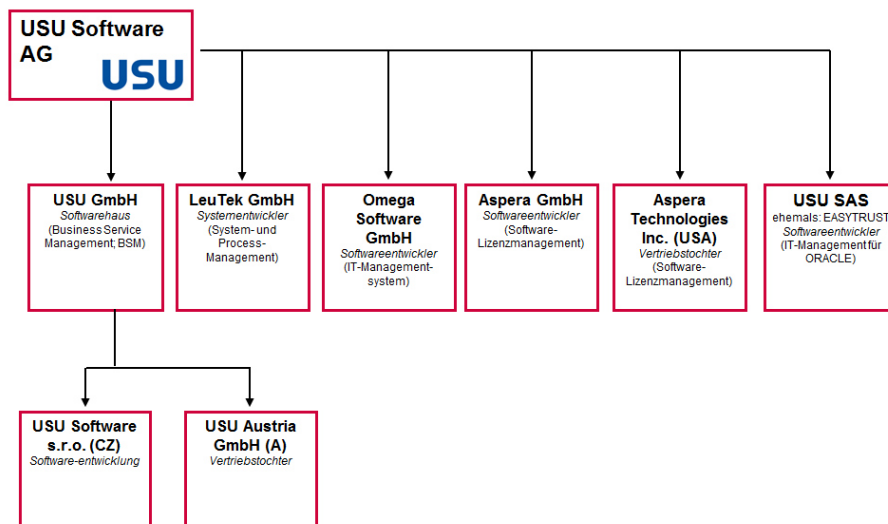 USU Software
AG
USU
USU GmbH
Softwarehaus
(Business Service
Management; BSM)
LeuTek GmbH
Systementwickler
(System- und
Process-
Management)
Omega
Software
GmbH
Softwareentwickler
(IT-Management-
system)
Aspera GmbH
Softwareentwickler
(Software-
Lizenzmanagement)
Aspera
Technologies
Inc. (USA)
Vertriebstochter
(Software-
Lizenzmanagement)
USU SAS
ehemals: EASYTRUST
Softwareentwickler
(IT-Management für
ORACLE)
USU Software
s.r.o. (CZ)
Software-entwicklung
USU Austria
GmbH (A)
Vertriebstochter